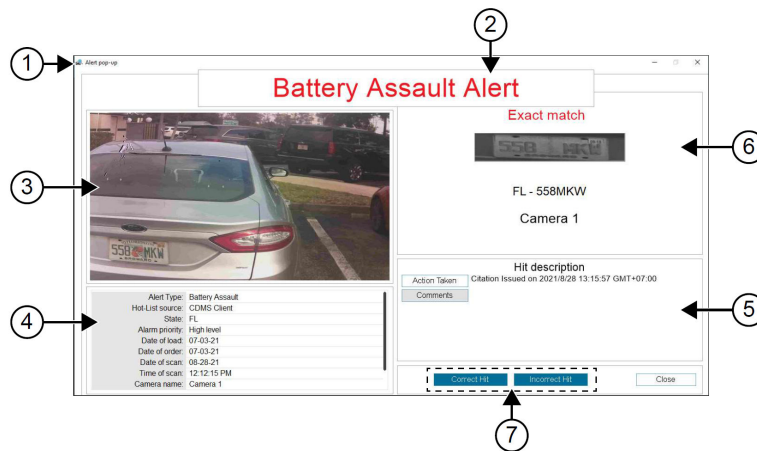 2
1
Alert pop-up
Battery Assault Alert
Exact match
558 MKW
6
3
FL - 558MKW
Camera 1
558 MKW
Hit description
Action Taken
Citation Issued on 2021/8/28 13:15:57 GMT+07:00
Comments
4
Alert Type: Battery Assault
Hot-List source: CDMS Client
State: FL
Alarm priority: High level
Date of load: 07-03-21
Date of order: 07-03-21
Date of scan: 08-28-21
Time of scan: 12:12:15 PM
Camera name: Camera 1
5
Correct Hit
Incorrect Hit
Close
7